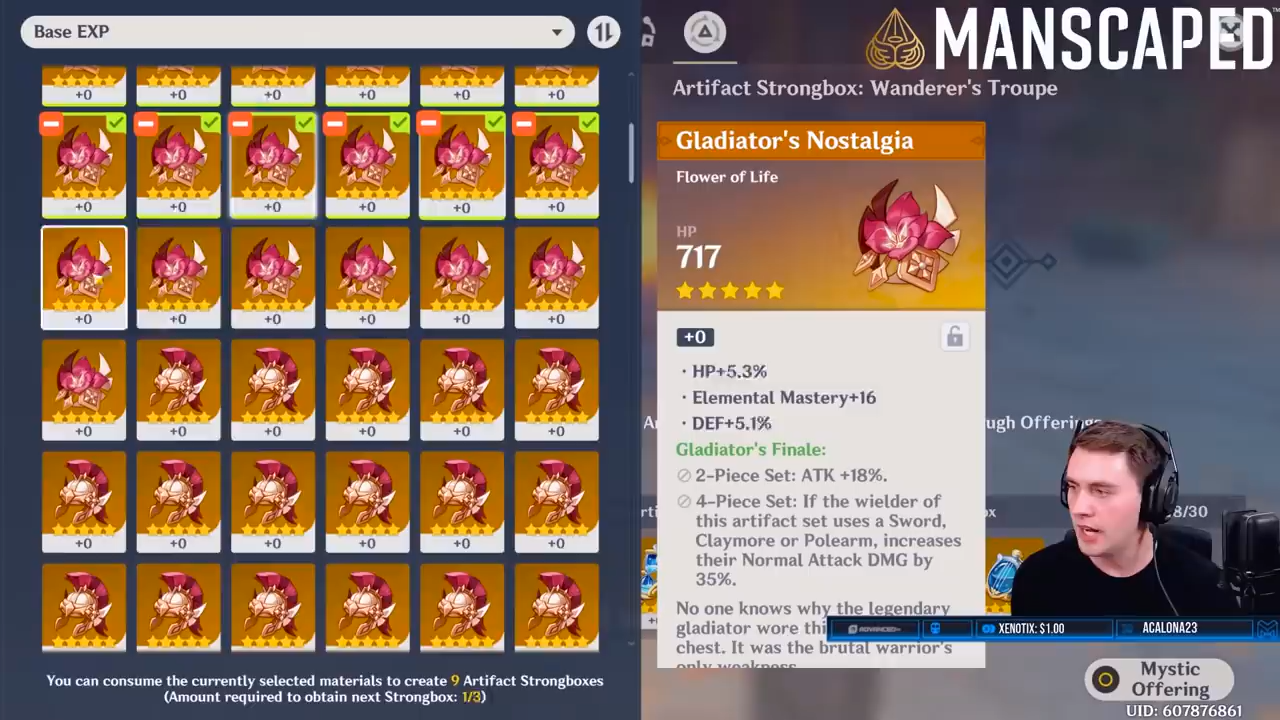 Base EXP
MANSCAPED
Artifact Strongbox: Wanderer's Troupe
+0 +0 +0 +0 +0 +0
+0 +0 +0 +0 +0 +0
+0 +0 +0 +0 +0 +0
+0 +0 +0 +0 +0 +0
+0 +0 +0 +0 +0 +0
Gladiator's Nostalgia
Flower of Life
HP
717
+0
· HP+5.3%
· Elemental Mastery+16
· DEF+5.1%
Gladiator's Finale:
2-Piece Set: ATK +18%.
4-Piece Set: If the wielder of
this artifact set uses a Sword,
Claymore or Polearm, increases
their Normal Attack DMG by
35%.
No one knows why the legendary
gladiator wore thi
chest. It was the brutal warrior's
only weakness.
ugh Offerings
8/30
ADVANCED
XENOTIX: $1.00
ACALONA23
You can consume the currently selected materials to create 9 Artifact Strongboxes
(Amount required to obtain next Strongbox: 1/3)
Mystic
Offering
UID: 607876861